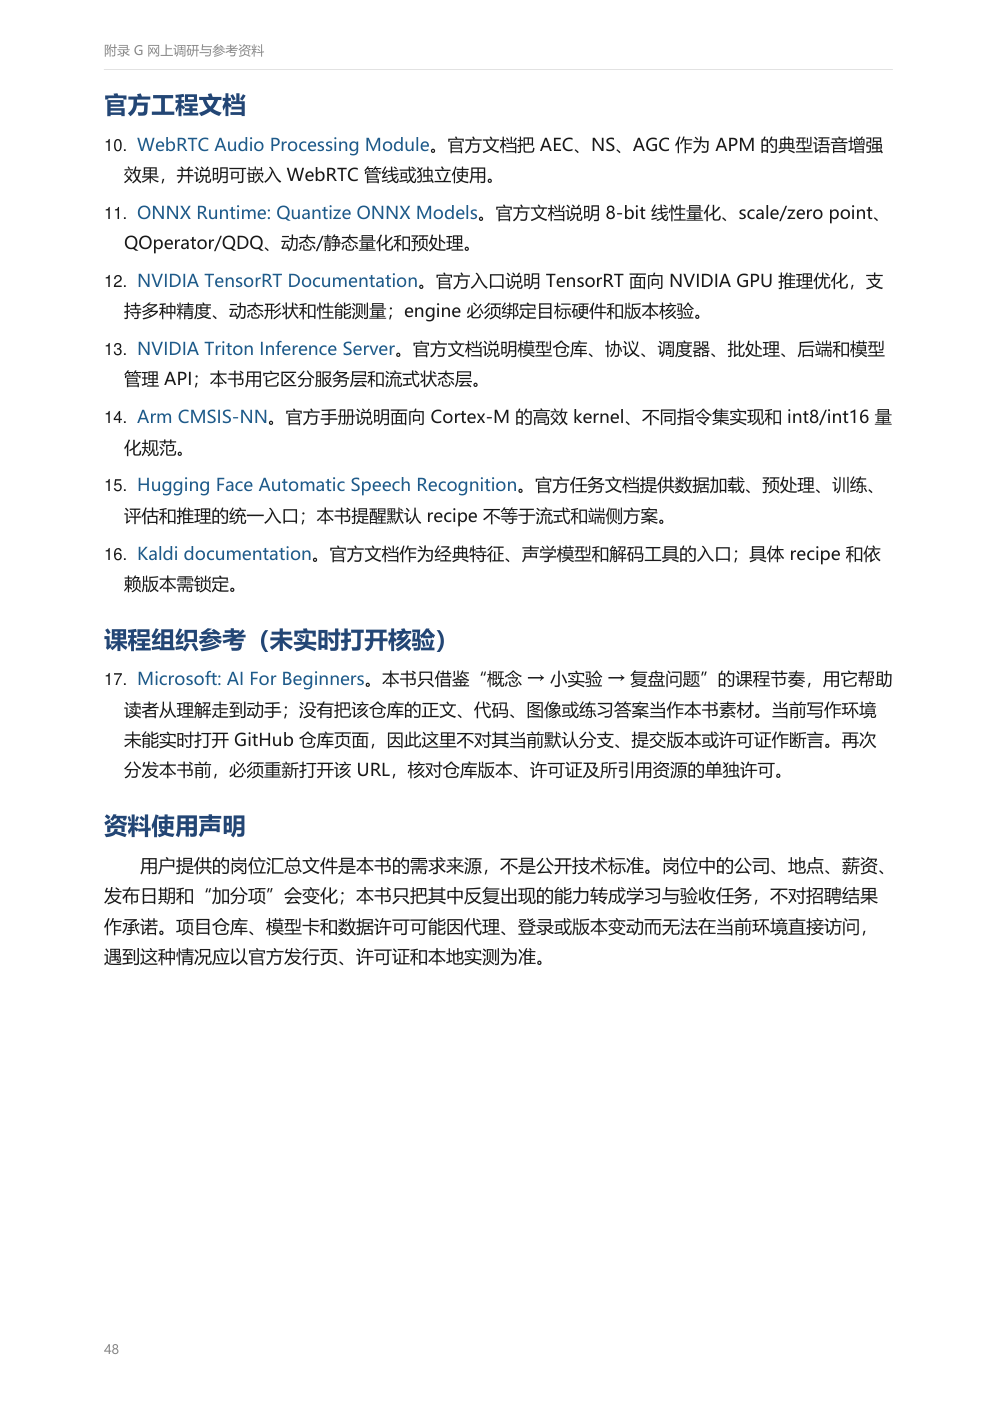 附录 G 网上调研与参考资料
官方工程文档
10. WebRTC Audio Processing Module。官方文档把 AEC、NS、AGC 作为 APM 的典型语音增强
效果，并说明可嵌入 WebRTC 管线或独立使用。
11. ONNX Runtime: Quantize ONNX Models。官方文档说明 8-bit 线性量化、scale/zero point、
QOperator/QDQ、动态/静态量化和预处理。
12. NVIDIA TensorRT Documentation。官方入口说明 TensorRT 面向 NVIDIA GPU 推理优化，支
持多种精度、动态形状和性能测量；engine 必须绑定目标硬件和版本核验。
13. NVIDIA Triton Inference Server。官方文档说明模型仓库、协议、调度器、批处理、后端和模型
管理 API；本书用它区分服务层和流式状态层。
14. Arm CMSIS-NN。官方手册说明面向 Cortex-M 的高效 kernel、不同指令集实现和 int8/int16 量
化规范。
15. Hugging Face Automatic Speech Recognition。官方任务文档提供数据加载、预处理、训练、
评估和推理的统一入口；本书提醒默认 recipe 不等于流式和端侧方案。
16. Kaldi documentation。官方文档作为经典特征、声学模型和解码工具的入口；具体 recipe 和依
赖版本需锁定。
课程组织参考（未实时打开核验）
17. Microsoft: AI For Beginners。本书只借鉴“概念 → 小实验 → 复盘问题”的课程节奏，用它帮助
读者从理解走到动手；没有把该仓库的正文、代码、图像或练习答案当作本书素材。当前写作环境
未能实时打开 GitHub 仓库页面，因此这里不对其当前默认分支、提交版本或许可证作断言。再次
分发本书前，必须重新打开该 URL，核对仓库版本、许可证及所引用资源的单独许可。
资料使用声明
用户提供的岗位汇总文件是本书的需求来源，不是公开技术标准。岗位中的公司、地点、薪资、
发布日期和“加分项”会变化；本书只把其中反复出现的能力转成学习与验收任务，不对招聘结果
作承诺。项目仓库、模型卡和数据许可可能因代理、登录或版本变动而无法在当前环境直接访问，
遇到这种情况应以官方发行页、许可证和本地实测为准。
48